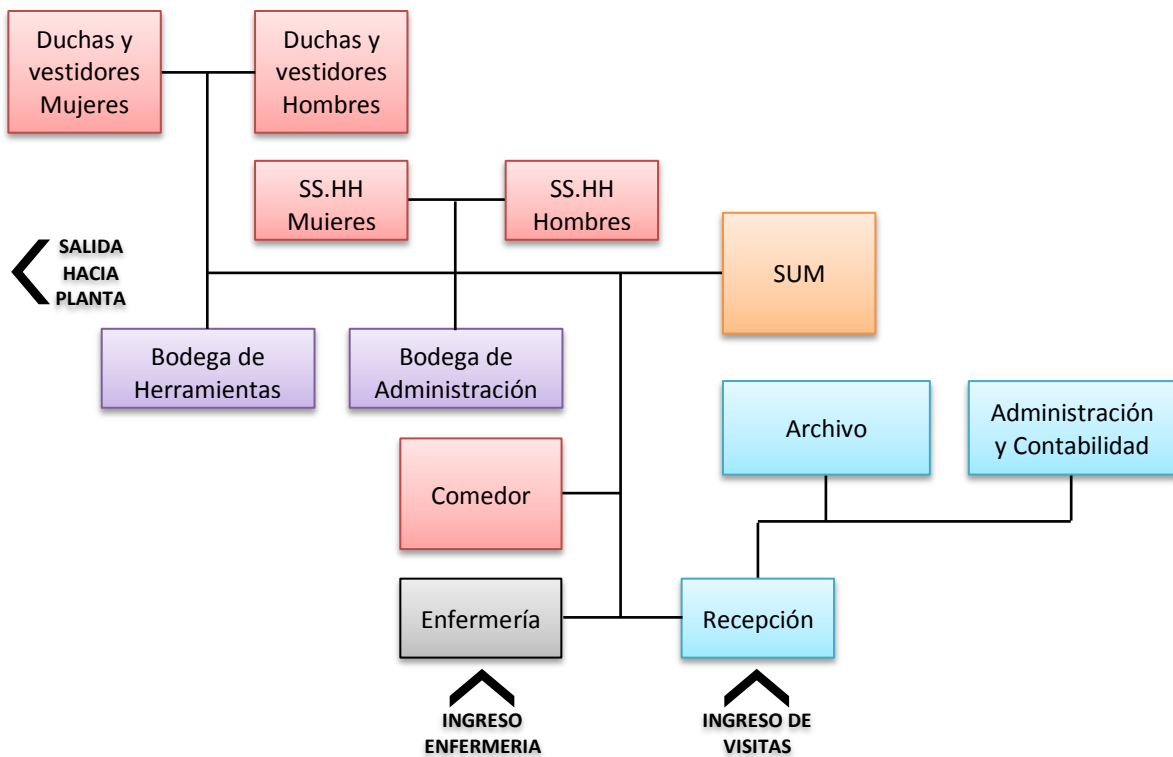 Duchas y
vestidores
Mujeres
Duchas y
vestidores
Hombres
SS.HH
Muieres
SS.HH
Hombres
SUM
SALIDA
HACIA
PLANTA
Bodega de
Herramientas
Bodega de
Administración
Archivo
Administración
y Contabilidad
Comedor
Enfermería
Recepción
INGRESO
ENFERMERIA
INGRESO DE
VISITAS